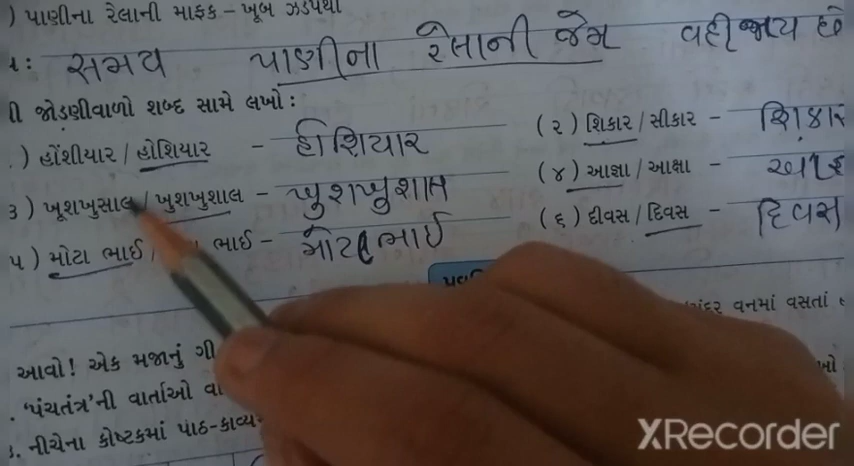 ) પાણીના રેલાની માફક – ખૂબ ઝડપથી
સમય પાણીના રેલાની જેમ વહી જાય છે
ી જોડણીવાળો શબ્દ સામે લખો :
.) હોંશીયાર / હોશિયાર – હોશિયાર (૨) શિકાર / સીકાર – શિકાર
૩) ખૂશખુસાલ / ખુશખુશાલ – ખુશખુશાલ (૪) આજ્ઞા / આક્ષા –
૫) મોટા ભાઈ / ભાઈ – મોટાભાઈ (૬) દીવસ / દિવસ – દિવસ
વનમાં વસતાં
આવો! એક મજાનું ગી
. 'પંચતંત્ર'ની વાર્તાઓ વા
૩. નીચેના કોષ્ટકમાં પાઠ-કાવ્ય
XRecorder